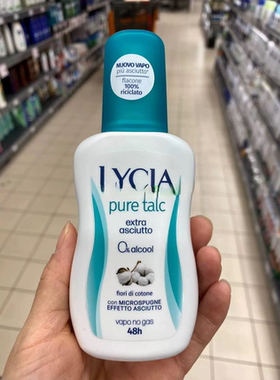 NUOVO VAPO
più asciutto*
flacone
100%
riciclato
LYCIA
pure talc
extra
asciutto
0% alcool
fiori di cotone
con MICROSPUGNE
EFFETTO ASCIUTTO
vapo no gas
48h